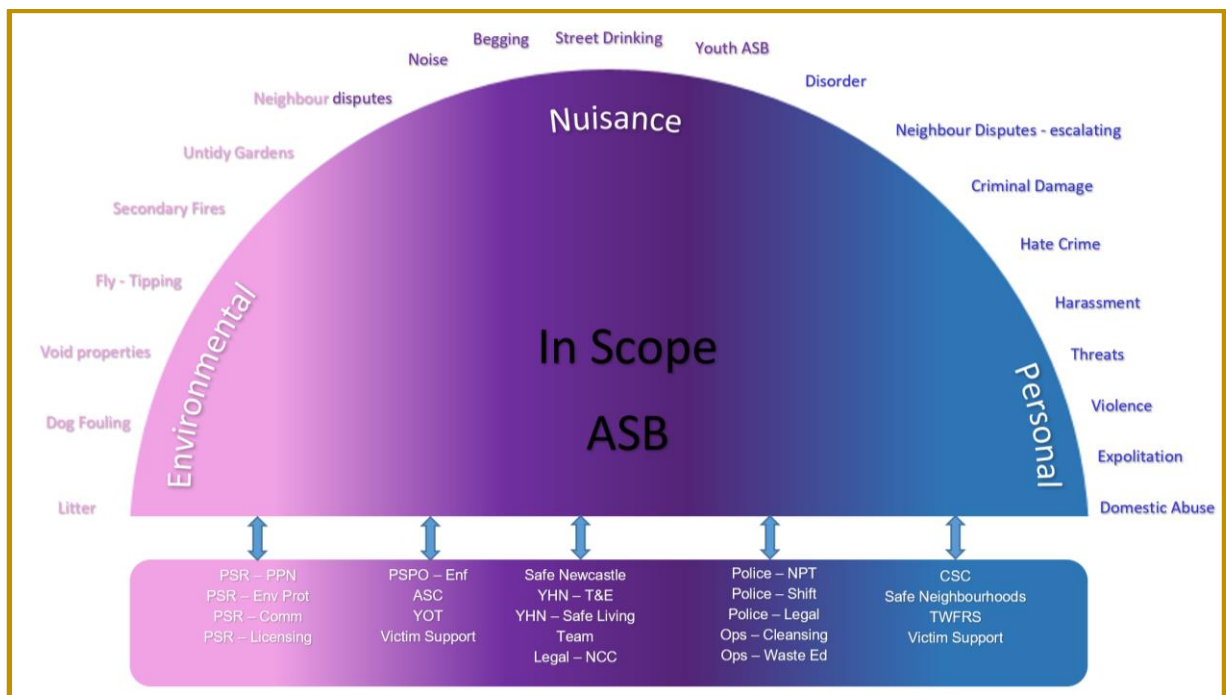 Begging
Street Drinking
Youth ASB
Noise
Disorder
Neighbour disputes
Nuisance
Neighbour Disputes - escalating
Untidy Gardens
Criminal Damage
Secondary Fires
Hate Crime
Fly - Tipping
Harassment
Void properties
Threats
Dog Fouling
Violence
Expolitation
Litter
Domestic Abuse
Environmental
In Scope
ASB
Personal
PSR – PPN
PSR – Env Prot
PSR – Comm
PSR – Licensing
PSPO – Enf
ASC
YOT
Victim Support
Safe Newcastle
YHN – T&E
YHN – Safe Living
Team
Legal – NCC
Police – NPT
Police – Shift
Police – Legal
Ops – Cleansing
Ops – Waste Ed
CSC
Safe Neighbourhoods
TWFRS
Victim Support